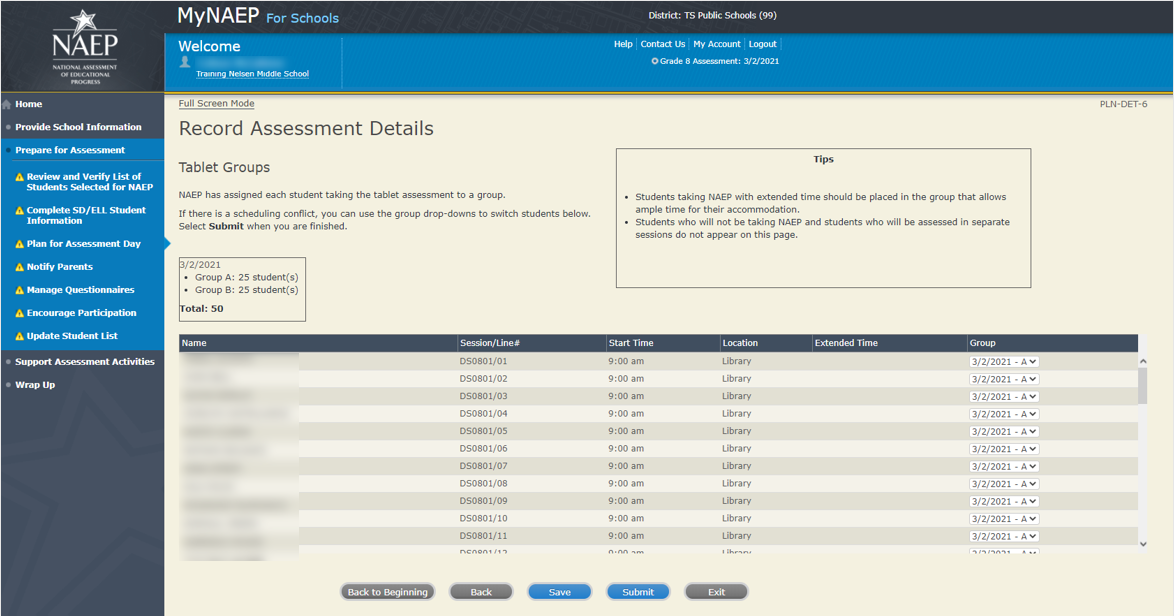 MyNAEP For Schools
District: TS Public Schools (99)
NAEP
NATIONAL ASSESSMENT
OF EDUCATIONAL
PROGRESS
Welcome
Training Nelsen Middle School
Help Contact Us My Account Logout
Grade 8 Assessment: 3/2/2021
Home
Provide School Information
Prepare for Assessment
Review and Verify List of
Students Selected for NAEP
Complete SD/ELL Student
Information
Plan for Assessment Day
Notify Parents
Manage Questionnaires
Encourage Participation
Update Student List
Support Assessment Activities
Wrap Up
Full Screen Mode
PLN-DET-6
Record Assessment Details
Tablet Groups
NAEP has assigned each student taking the tablet assessment to a group.
If there is a scheduling conflict, you can use the group drop-downs to switch students below.
Select Submit when you are finished.
Tips
Students taking NAEP with extended time should be placed in the group that allows
ample time for their accommodation.
Students who will not be taking NAEP and students who will be assessed in separate
sessions do not appear on this page.
3/2/2021
Group A: 25 student(s)
Group B: 25 student(s)
Total: 50
Name Session/Line# Start Time Location Extended Time Group
DS0801/01 9:00 am Library 3/2/2021 - A
DS0801/02 9:00 am Library 3/2/2021 - A
DS0801/03 9:00 am Library 3/2/2021 - A
DS0801/04 9:00 am Library 3/2/2021 - A
DS0801/05 9:00 am Library 3/2/2021 - A
DS0801/06 9:00 am Library 3/2/2021 - A
DS0801/07 9:00 am Library 3/2/2021 - A
DS0801/08 9:00 am Library 3/2/2021 - A
DS0801/09 9:00 am Library 3/2/2021 - A
DS0801/10 9:00 am Library 3/2/2021 - A
DS0801/11 9:00 am Library 3/2/2021 - A
DS0801/12 9:00 am Library 3/2/2021 - A
Back to Beginning Back Save Submit Exit